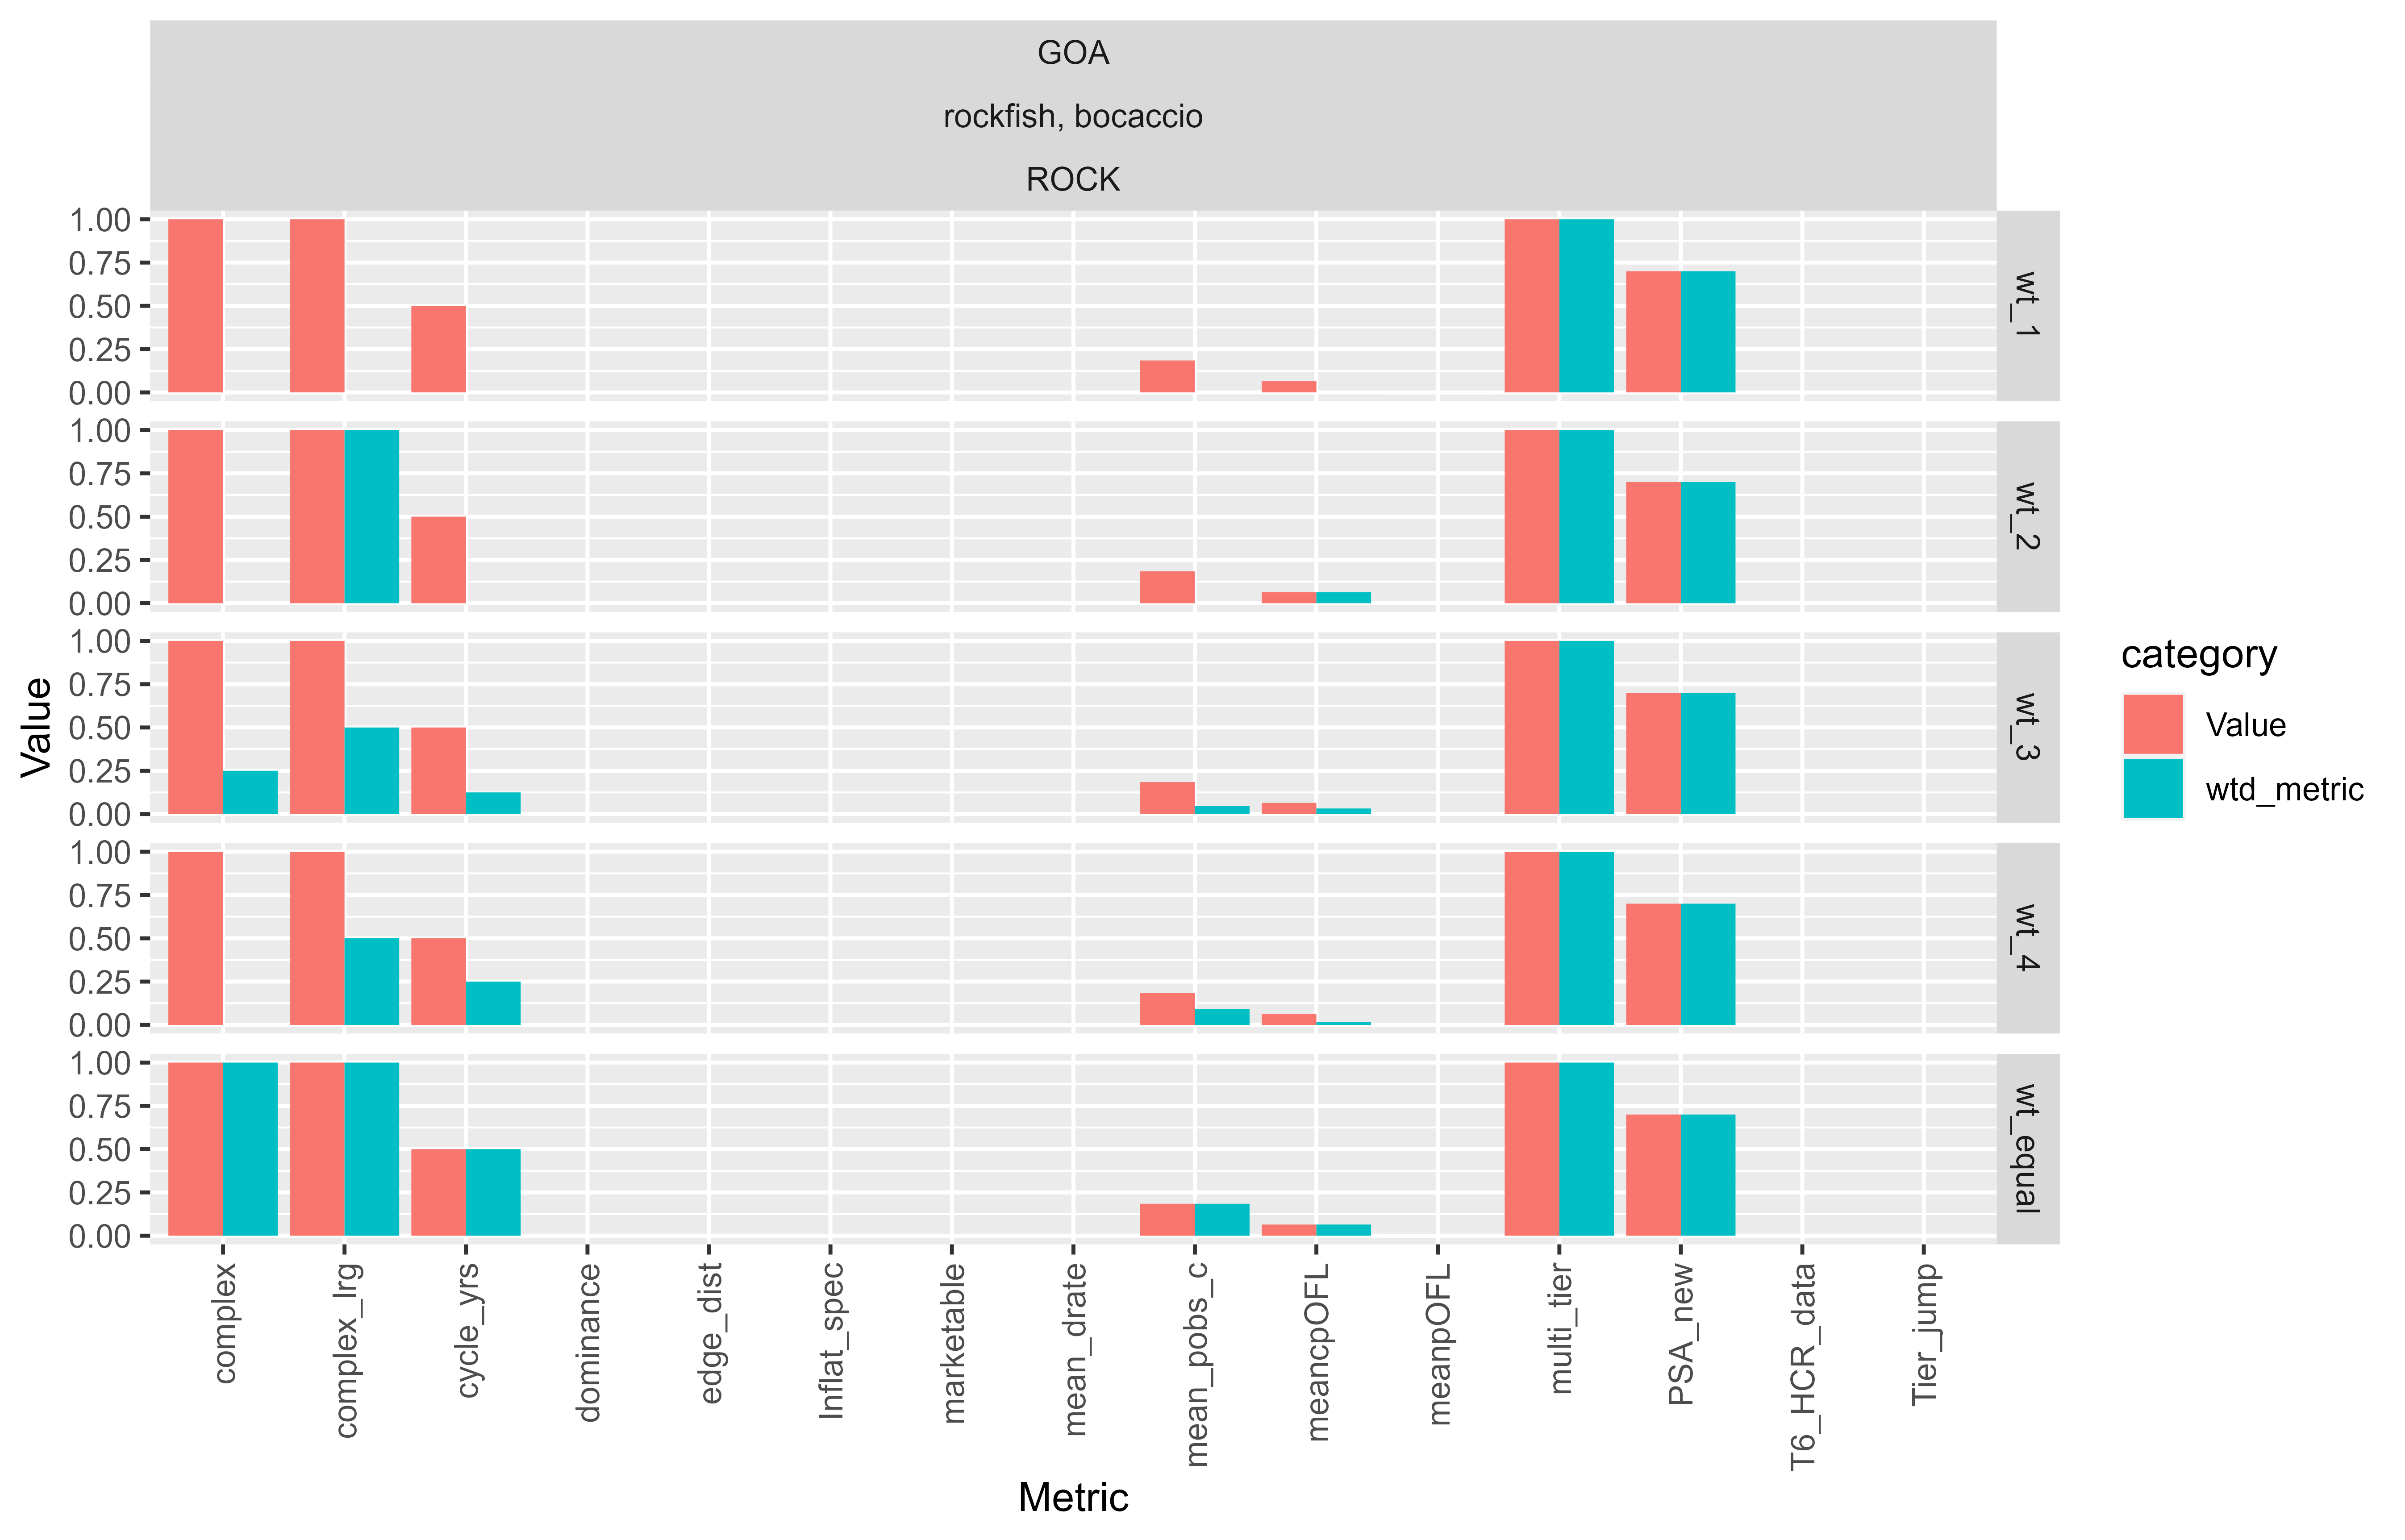 GOA
rockfish, bocaccio
ROCK
1.00
0.75
0.50
0.25
0.00
wt_1
1.00
0.75
0.50
0.25
0.00
wt_2
1.00
0.75
0.50
0.25
0.00
wt_3
1.00
0.75
0.50
0.25
0.00
wt_4
1.00
0.75
0.50
0.25
0.00
wt_equal
Value
complex
complex_lrg
cycle_yrs
dominance
edge_dist
Inflat_spec
marketable
mean_drate
mean_pobs_c
meancpOFL
meanpOFL
multi_tier
PSA_new
T6_HCR_data
Tier_jump
Metric
category
Value
wtd_metric